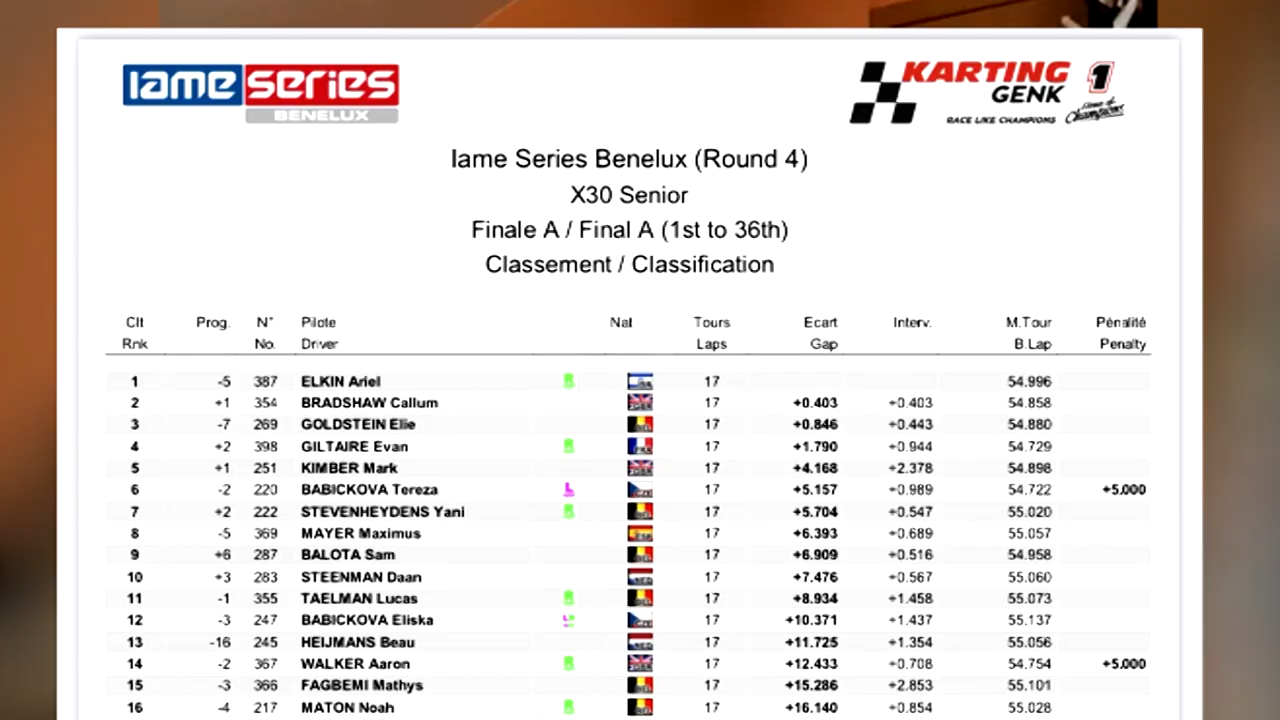 IAME SERIES
BENELUX
KARTING 1
GENK
RACE LIKE CHAMPIONS Home of Champions
Iame Series Benelux (Round 4)
X30 Senior
Finale A / Final A (1st to 36th)
Classement / Classification
Clt Prog. N° Pilote Nat Tours Ecart Interv. M.Tour Pénalité
Rnk No. Driver Laps Gap B.Lap Penalty
1 -5 387 ELKIN Ariel 17 54.996
2 +1 354 BRADSHAW Callum 17 +0.403 +0.403 54.858
3 -7 269 GOLDSTEIN Elie 17 +0.846 +0.443 54.880
4 +2 398 GILTAIRE Evan 17 +1.790 +0.944 54.729
5 +1 251 KIMBER Mark 17 +4.168 +2.378 54.898
6 -2 220 BABICKOVA Tereza 17 +5.157 +0.989 54.722 +5.000
7 +2 222 STEVENHEYDENS Yani 17 +5.704 +0.547 55.020
8 -5 369 MAYER Maximus 17 +6.393 +0.689 55.057
9 +6 287 BALOTA Sam 17 +6.909 +0.516 54.958
10 +3 283 STEENMAN Daan 17 +7.476 +0.567 55.060
11 -1 355 TAELMAN Lucas 17 +8.934 +1.458 55.073
12 -3 247 BABICKOVA Eliska 17 +10.371 +1.437 55.137
13 -16 245 HEIJMANS Beau 17 +11.725 +1.354 55.056
14 -2 367 WALKER Aaron 17 +12.433 +0.708 54.754 +5.000
15 -3 366 FAGBEMI Mathys 17 +15.286 +2.853 55.101
16 -4 217 MATON Noah 17 +16.140 +0.854 55.028